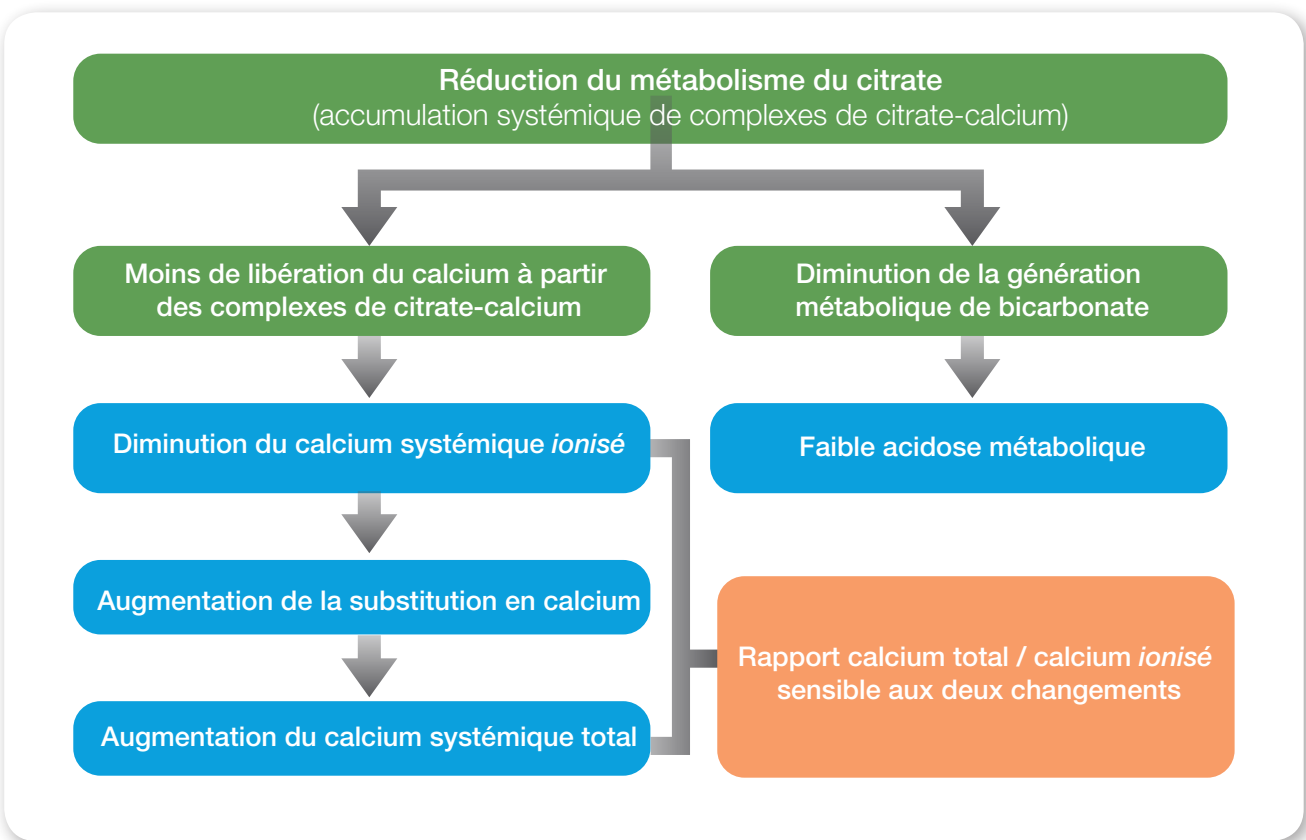 Réduction du métabolisme du citrate
(accumulation systémique de complexes de citrate-calcium)
Moins de libération du calcium à partir
des complexes de citrate-calcium
Diminution de la génération
métabolique de bicarbonate
Diminution du calcium systémique ionisé
Faible acidose métabolique
Augmentation de la substitution en calcium
Rapport calcium total / calcium ionisé
sensible aux deux changements
Augmentation du calcium systémique total